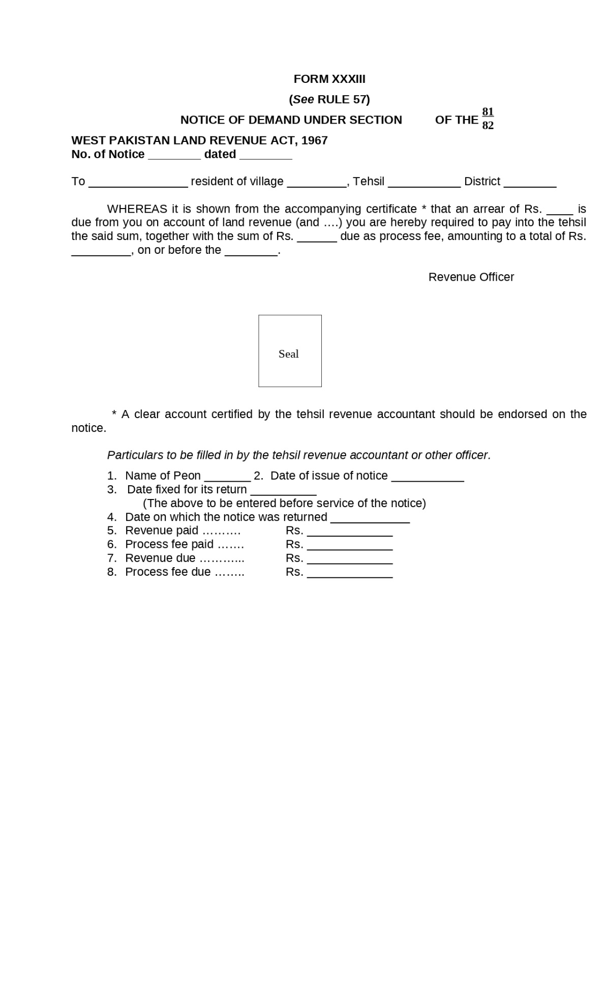 FORM XXXIII
(See RULE 57)
NOTICE OF DEMAND UNDER SECTION OF THE 81
82
WEST PAKISTAN LAND REVENUE ACT, 1967
No. of Notice ________ dated ________
To _______________ resident of village _________, Tehsil ___________ District ________
WHEREAS it is shown from the accompanying certificate * that an arrear of Rs. ____ is
due from you on account of land revenue (and ….) you are hereby required to pay into the tehsil
the said sum, together with the sum of Rs. ______ due as process fee, amounting to a total of Rs.
_________, on or before the ________.
Revenue Officer
Seal
* A clear account certified by the tehsil revenue accountant should be endorsed on the
notice.
Particulars to be filled in by the tehsil revenue accountant or other officer.
1. Name of Peon _______ 2. Date of issue of notice _____________
3. Date fixed for its return __________
(The above to be entered before service of the notice)
4. Date on which the notice was returned ____________
5. Revenue paid ………. Rs. _____________
6. Process fee paid ……. Rs. _____________
7. Revenue due ………... Rs. _____________
8. Process fee due …….. Rs. _____________